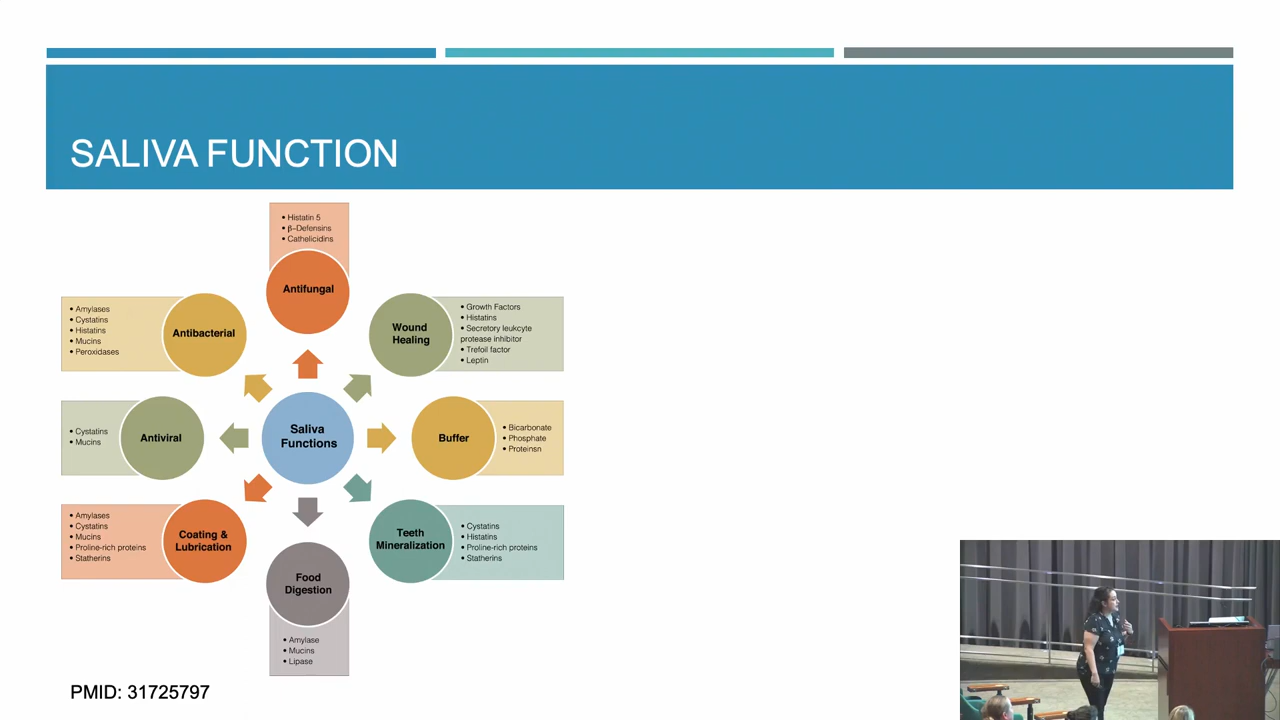 SALIVA FUNCTION
• Histatin 5
• β–Defensins
• Cathelicidins
Antifungal
• Amylases
• Cystatins
• Histatins
• Mucins
• Peroxidases
Antibacterial
Wound
Healing
• Growth Factors
• Histatins
• Secretory leukcyte
protease inhibitor
• Trefoil factor
• Leptin
• Cystatins
• Mucins
Antiviral
Saliva
Functions
Buffer
• Bicarbonate
• Phosphate
• Proteinsn
• Amylases
• Cystatins
• Mucins
• Proline-rich proteins
• Statherins
Coating &
Lubrication
Teeth
Mineralization
• Cystatins
• Histatins
• Proline-rich proteins
• Statherins
Food
Digestion
• Amylase
• Mucins
• Lipase
PMID: 31725797